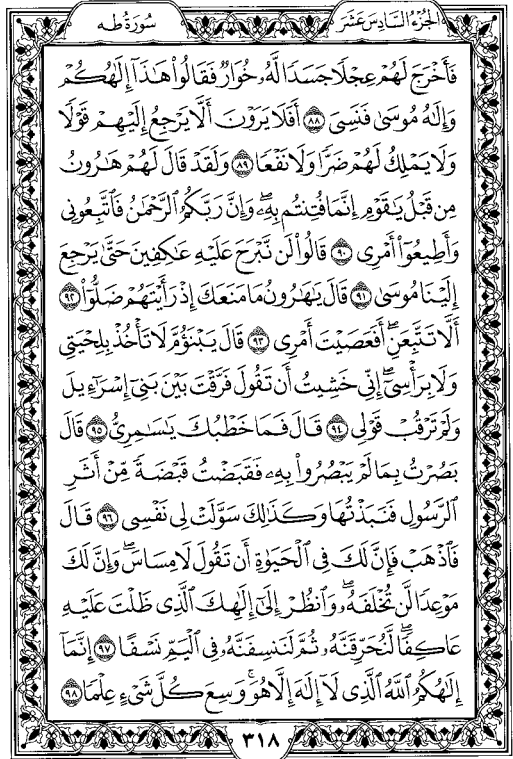 الجزء السادس عشر
سورة طه
فَأَخْرَجَ لَهُمْ عِجْلًا جَسَدًا لَّهُۥ خُوَارٌ فَقَالُوا۟ هَٰذَآ إِلَٰهُكُمْ
وَإِلَٰهُ مُوسَىٰ فَنَسِىَ ٨٨ أَفَلَا يَرَوْنَ أَلَّا يَرْجِعُ إِلَيْهِمْ قَوْلًا
وَلَا يَمْلِكُ لَهُمْ ضَرًّا وَلَا نَفْعًا ٨٩ وَلَقَدْ قَالَ لَهُمْ هَٰرُونُ
مِن قَبْلُ يَٰقَوْمِ إِنَّمَا فُتِنتُم بِهِۦ ۖ وَإِنَّ رَبَّكُمُ ٱلرَّحْمَٰنُ فَٱتَّبِعُونِى
وَأَطِيعُوٓا۟ أَمْرِى ٩٠ قَالُوا۟ لَن نَّبْرَحَ عَلَيْهِ عَٰكِفِينَ حَتَّىٰ يَرْجِعَ
إِلَيْنَا مُوسَىٰ ٩١ قَالَ يَٰهَٰرُونُ مَا مَنَعَكَ إِذْ رَأَيْتَهُمْ ضَلُّوٓا۟ ٩٢
أَلَّا تَتَّبِعَنِ ۖ أَفَعَصَيْتَ أَمْرِى ٩٣ قَالَ يَبْنَؤُمَّ لَا تَأْخُذْ بِلِحْيَتِى
وَلَا بِرَأْسِىٓ ۖ إِنِّى خَشِيتُ أَن تَقُولَ فَرَّقْتَ بَيْنَ بَنِىٓ إِسْرَٰٓءِيلَ
وَلَمْ تَرْقُبْ قَوْلِى ٩٤ قَالَ فَمَا خَطْبُكَ يَٰسَٰمِرِىُّ ٩٥ قَالَ
بَصُرْتُ بِمَا لَمْ يَبْصُرُوا۟ بِهِۦ فَقَبَضْتُ قَبْضَةً مِّنْ أَثَرِ
ٱلرَّسُولِ فَنَبَذْتُهَا وَكَذَٰلِكَ سَوَّلَتْ لِى نَفْسِى ٩٦ قَالَ
فَٱذْهَبْ فَإِنَّ لَكَ فِى ٱلْحَيَوٰةِ أَن تَقُولَ لَا مِسَاسَ ۖ وَإِنَّ لَكَ
مَوْعِدًا لَّن تُخْلَفَهُۥ ۖ وَٱنظُرْ إِلَىٰٓ إِلَٰهِكَ ٱلَّذِى ظَلْتَ عَلَيْهِ
عَاكِفًا ۖ لَّنُحَرِّقَنَّهُۥ ثُمَّ لَنَنسِفَنَّهُۥ فِى ٱلْيَمِّ نَسْفًا ٩٧ إِنَّمَآ
إِلَٰهُكُمُ ٱللَّهُ ٱلَّذِى لَآ إِلَٰهَ إِلَّا هُوَ ۚ وَسِعَ كُلَّ شَىْءٍ عِلْمًا ٩٨
٣١٨